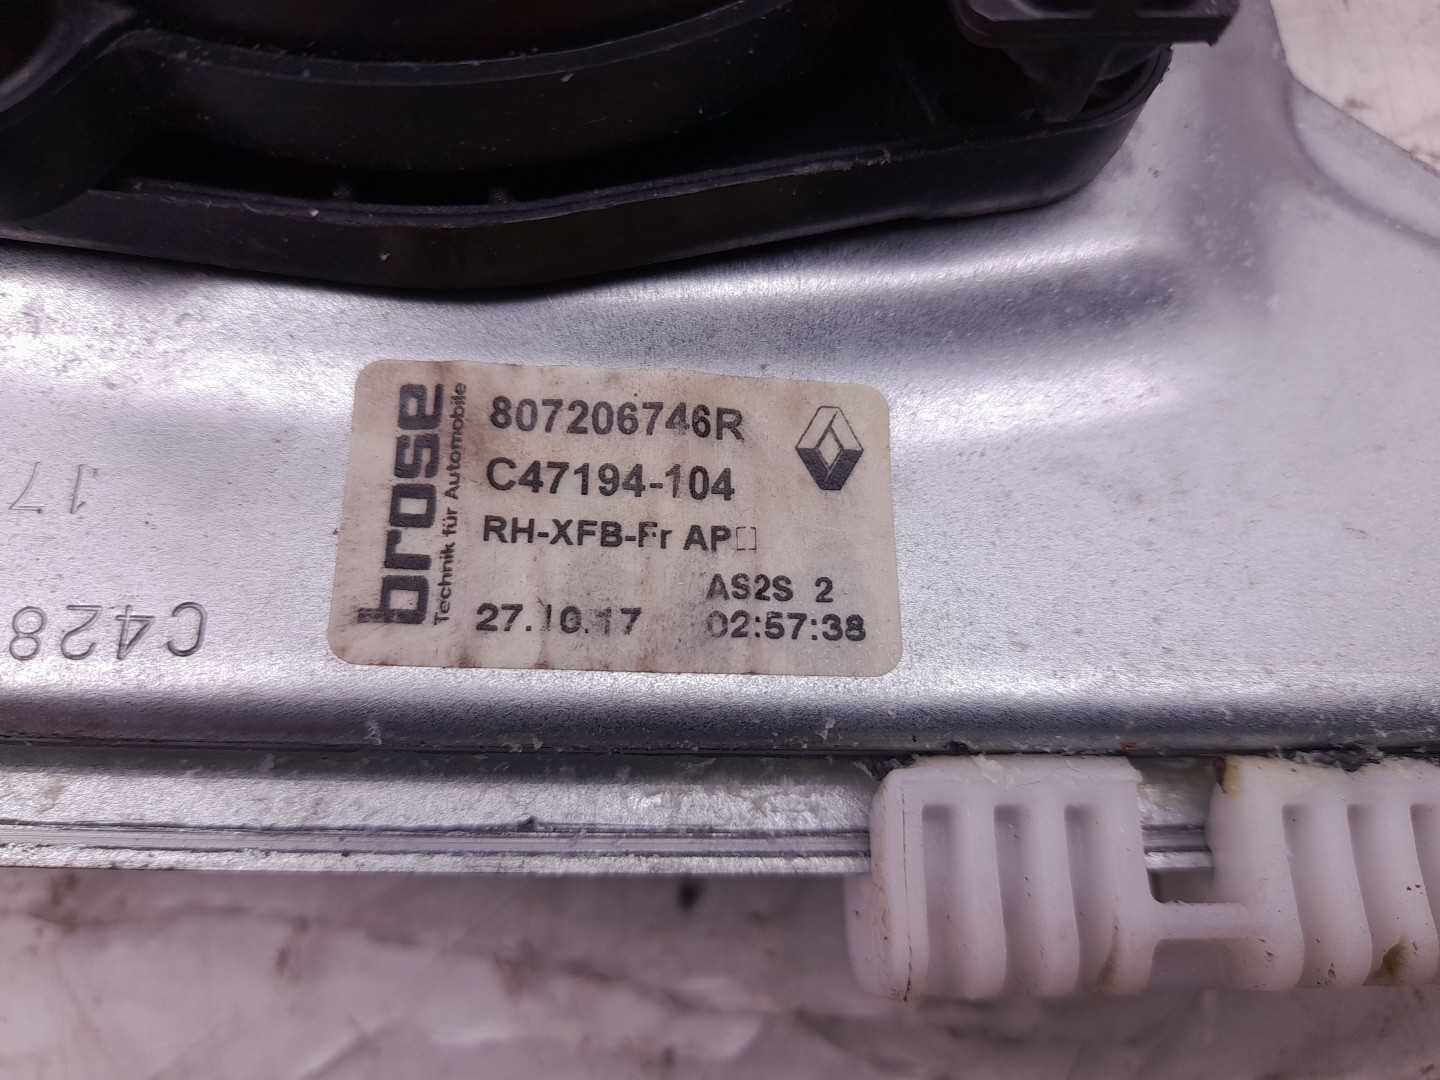 brose
Technik für Automobile
807206746R
C47194-104
RH-XFB-Fr AP□
AS2S 2
27.10.17 02:57:38
17
C428